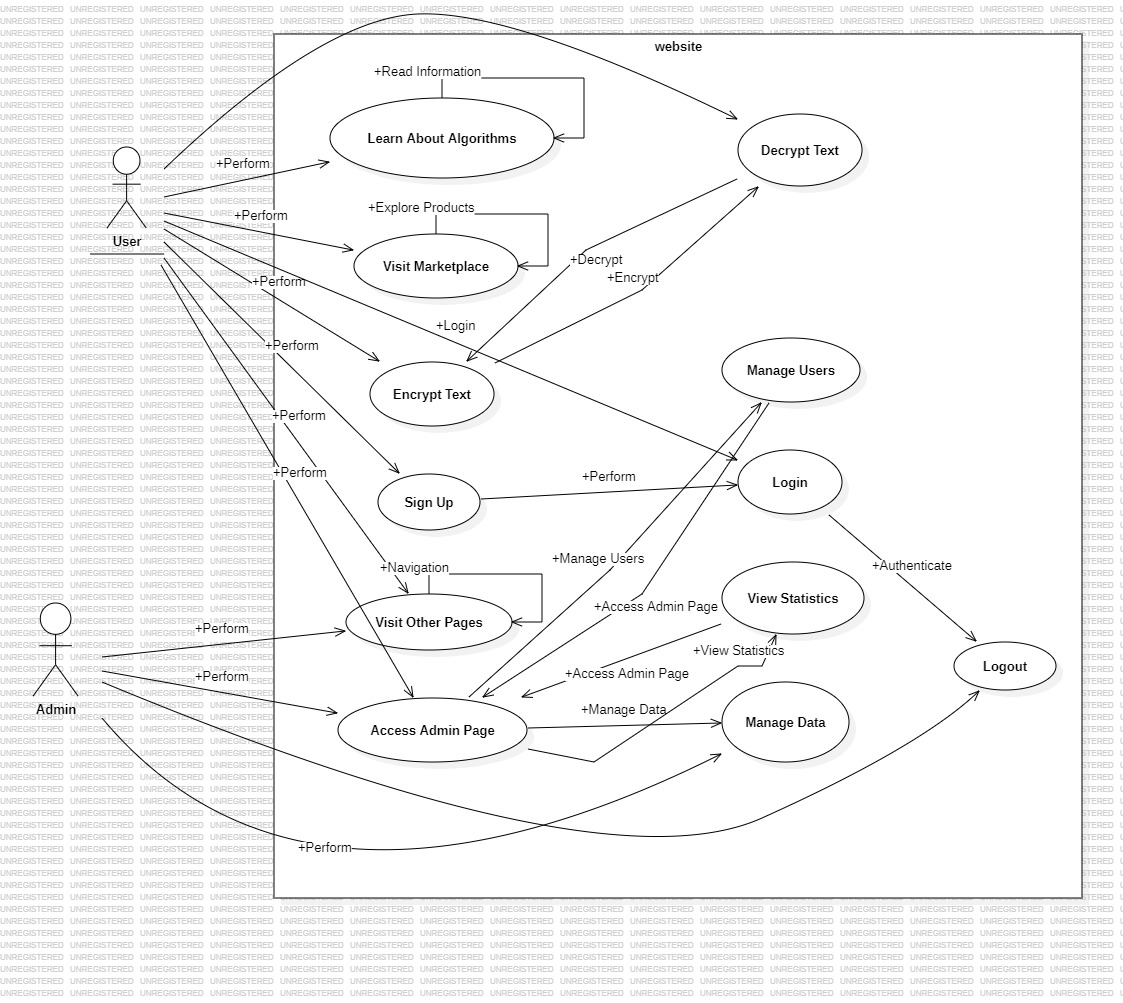 website
+Read Information
Learn About Algorithms
Decrypt Text
+Perform
+Explore Products
+Perform
User
Visit Marketplace
+Decrypt
+Encrypt
+Perform
+Login
+Perform
Manage Users
Encrypt Text
+Perform
+Perform
+Perform
Login
Sign Up
+Manage Users
+Authenticate
+Navigation
View Statistics
+Access Admin Page
Visit Other Pages
+Perform
+View Statistics
Logout
+Perform
+Access Admin Page
Admin
+Manage Data
Manage Data
Access Admin Page
+Perform
UNREGISTERED